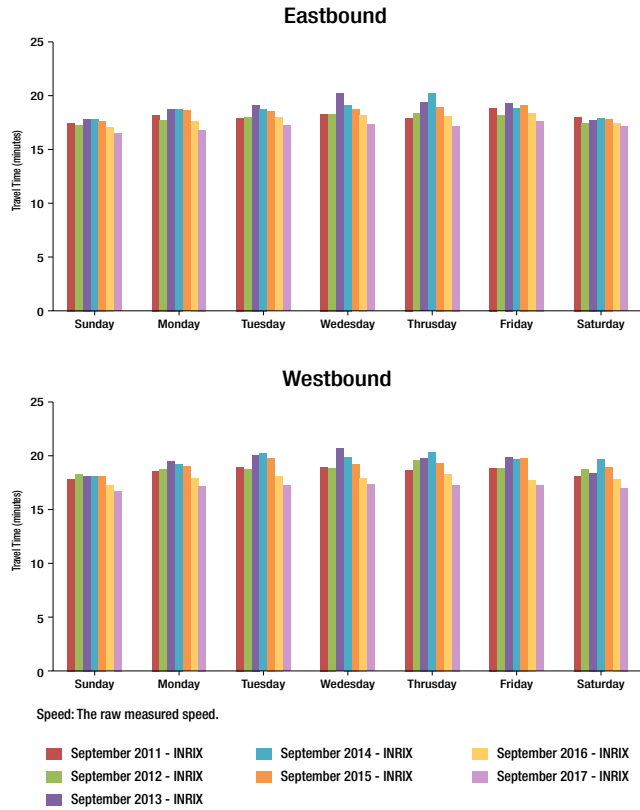 Eastbound
25
20
15
10
5
0
Travel Time (minutes)
Sunday Monday Tuesday Wedesday Thrusday Friday Saturday
Westbound
25
20
15
10
5
0
Travel Time (minutes)
Sunday Monday Tuesday Wedesday Thrusday Friday Saturday
Speed: The raw measured speed.
September 2011 - INRIX September 2014 - INRIX September 2016 - INRIX
September 2012 - INRIX September 2015 - INRIX September 2017 - INRIX
September 2013 - INRIX